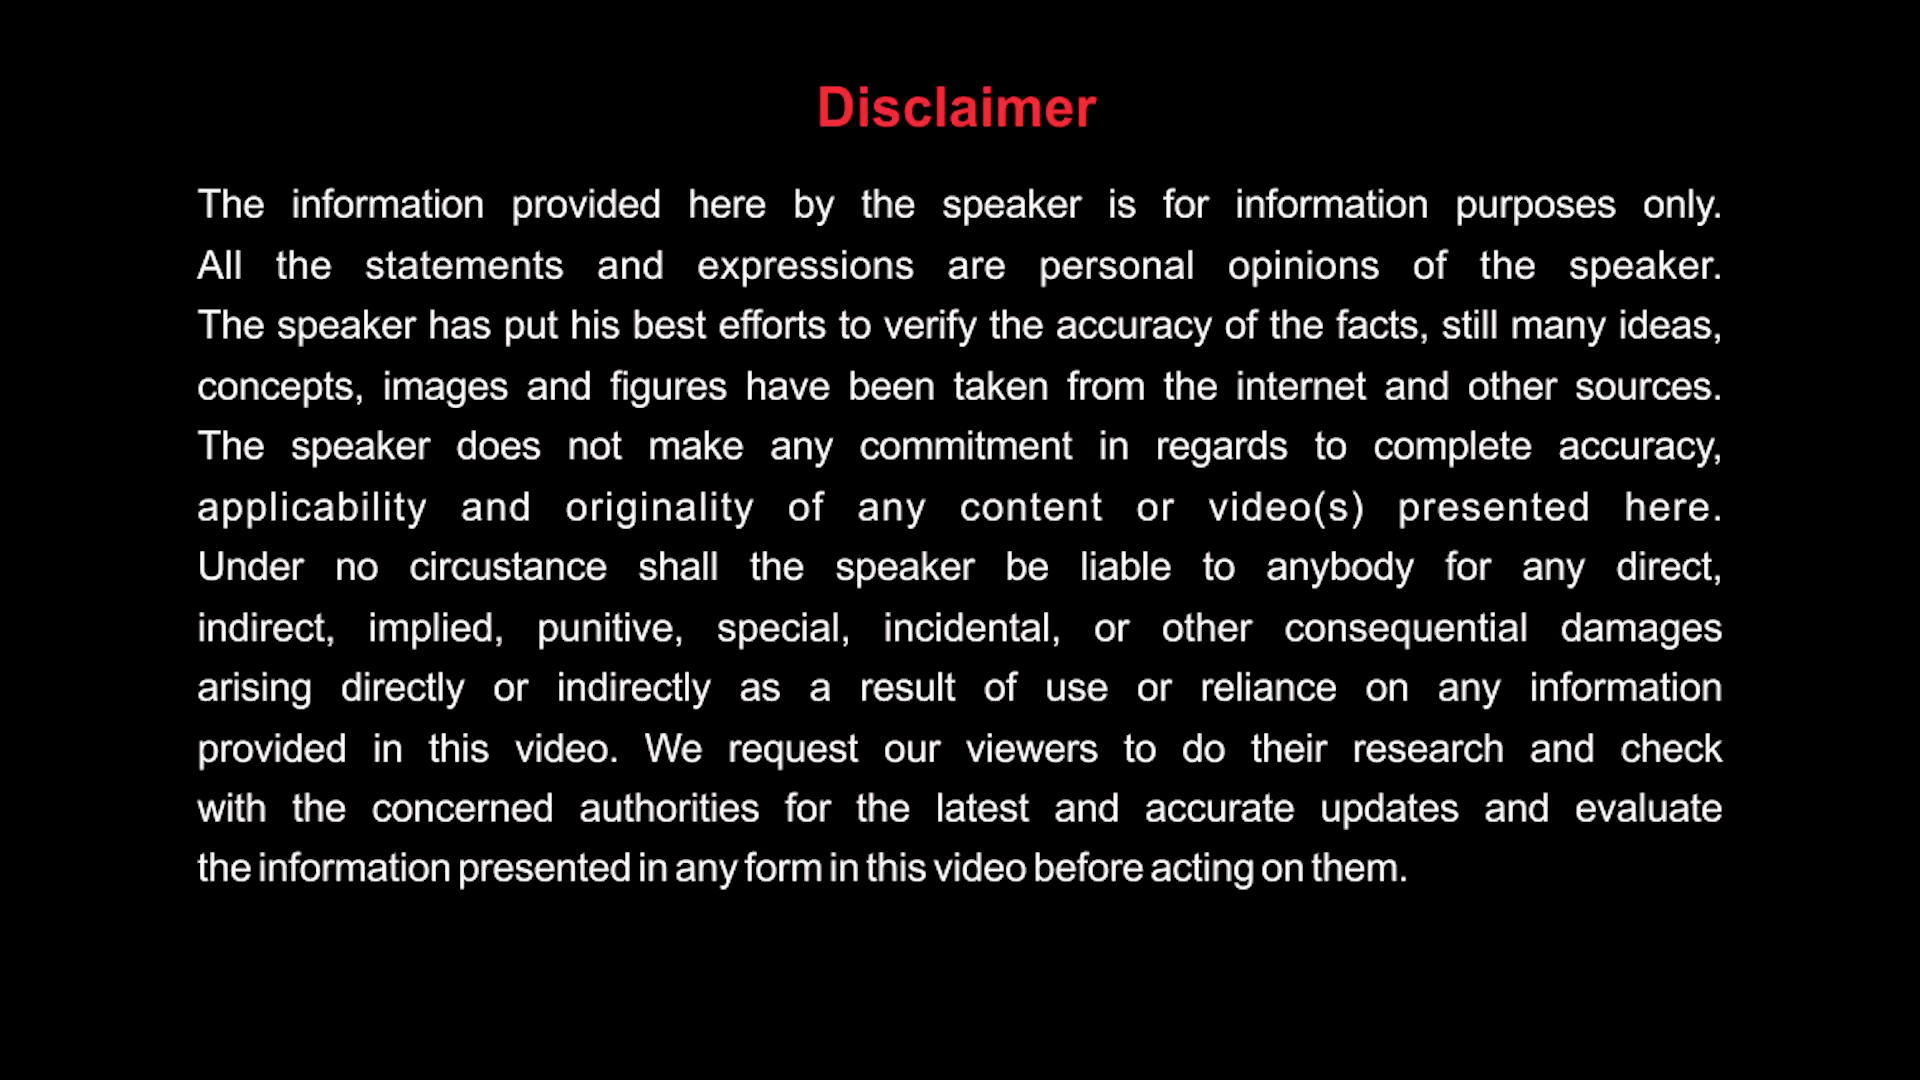 Disclaimer
The information provided here by the speaker is for information purposes only.
All the statements and expressions are personal opinions of the speaker.
The speaker has put his best efforts to verify the accuracy of the facts, still many ideas,
concepts, images and figures have been taken from the internet and other sources.
The speaker does not make any commitment in regards to complete accuracy,
applicability and originality of any content or video(s) presented here.
Under no circustance shall the speaker be liable to anybody for any direct,
indirect, implied, punitive, special, incidental, or other consequential damages
arising directly or indirectly as a result of use or reliance on any information
provided in this video. We request our viewers to do their research and check
with the concerned authorities for the latest and accurate updates and evaluate
the information presented in any form in this video before acting on them.